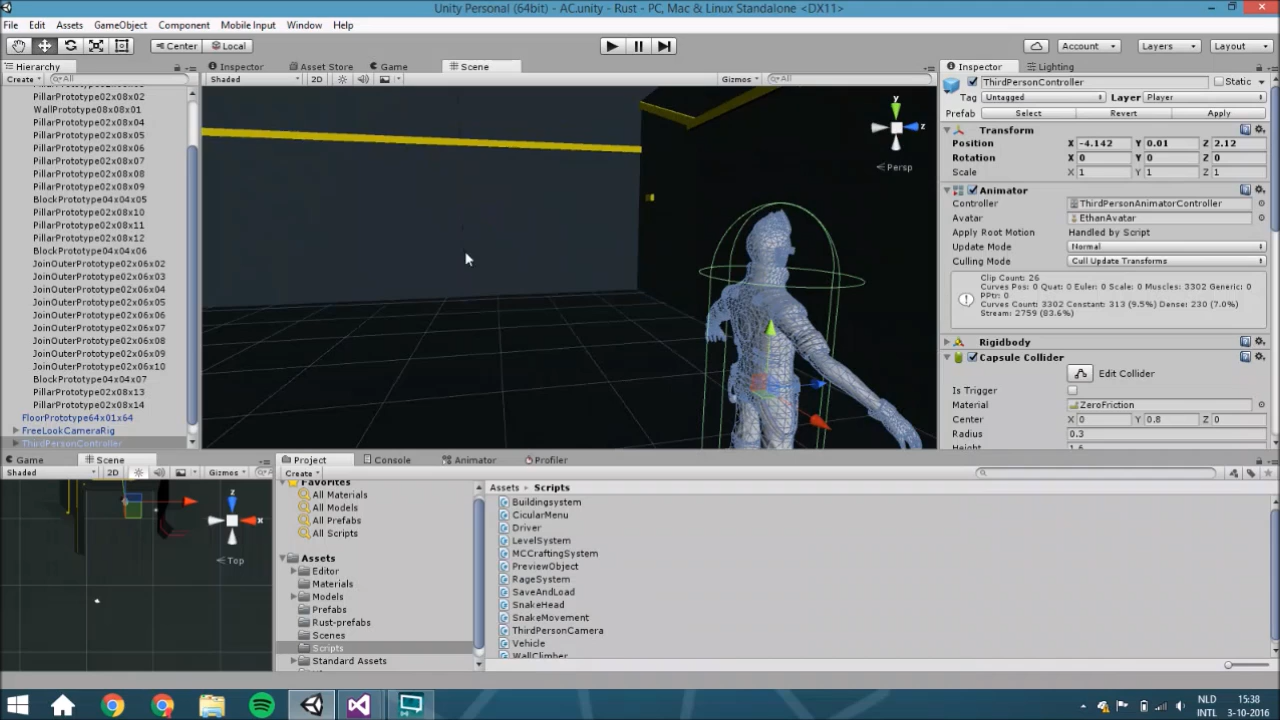 Unity Personal (64bit) - AC.unity - Rust - PC, Mac & Linux Standalone <DX11>
File Edit Assets GameObject Component Mobile Input Window Help
Center Local Account Layers Layout
Hierarchy Inspector Asset Store Game Scene Inspector Lighting
Create All Shaded 2D Gizmos All
ThirdPersonController Static
Tag Untagged Layer Player
Prefab Select Revert Apply
PillarPrototype02x08x02
WallPrototype08x08x01
PillarPrototype02x08x04
PillarPrototype02x08x05
PillarPrototype02x08x06
PillarPrototype02x08x07
PillarPrototype02x08x08
PillarPrototype02x08x09
BlockPrototype04x04x05
PillarPrototype02x08x10
PillarPrototype02x08x11
PillarPrototype02x08x12
BlockPrototype04x04x06
JoinOuterPrototype02x06x02
JoinOuterPrototype02x06x03
JoinOuterPrototype02x06x04
JoinOuterPrototype02x06x05
JoinOuterPrototype02x06x06
JoinOuterPrototype02x06x07
JoinOuterPrototype02x06x08
JoinOuterPrototype02x06x09
JoinOuterPrototype02x06x10
BlockPrototype04x04x07
PillarPrototype02x08x13
PillarPrototype02x08x14
FloorPrototype64x01x64
FreeLookCameraRig
ThirdPersonController
y
z
Persp
Transform
Position X -4.142 Y 0.01 Z 2.12
Rotation X 0 Y 0 Z 0
Scale X 1 Y 1 Z 1
Animator
Controller ThirdPersonAnimatorController
Avatar EthanAvatar
Apply Root Motion Handled by Script
Update Mode Normal
Culling Mode Cull Update Transforms
Clip Count: 26
Curves Pos: 0 Quat: 0 Euler: 0 Scale: 0 Muscles: 3302 Generic: 0
PPtr: 0
Curves Count: 3302 Constant: 313 (9.5%) Dense: 230 (7.0%)
Stream: 2759 (83.6%)
Rigidbody
Capsule Collider
Edit Collider
Is Trigger
Material ZeroFriction
Center X 0 Y 0.8 Z 0
Radius 0.3
Height 1.6
Game Scene
Shaded 2D Gizmos
z
x
Top
Project Console Animator Profiler
Create
Favorites
All Materials
All Models
All Prefabs
All Scripts
Assets
Editor
Materials
Models
Prefabs
Rust-prefabs
Scenes
Scripts
Standard Assets
Assets Scripts
Buildingsystem
CicularMenu
Driver
LevelSystem
MCCraftingSystem
PreviewObject
RageSystem
SaveAndLoad
SnakeHead
SnakeMovement
ThirdPersonCamera
Vehicle
WallClimber
NLD 15:38
INTL 3-10-2016